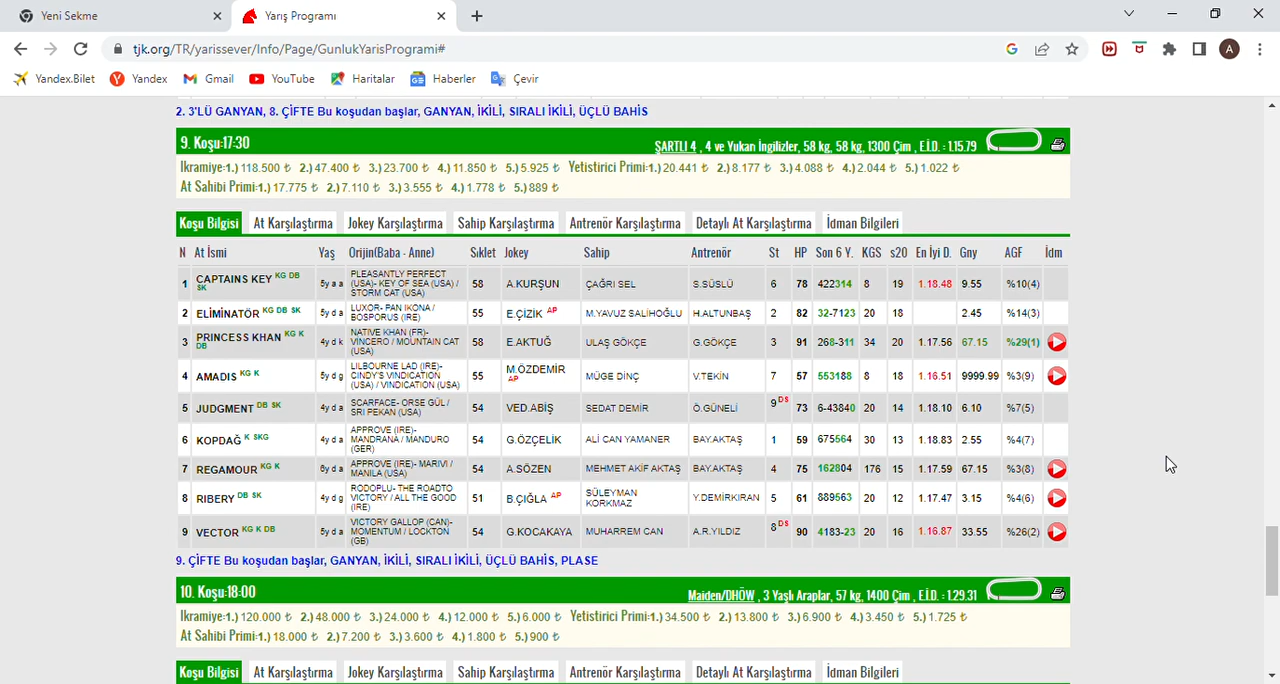 Yeni Sekme
Yarış Programı
tjk.org/TR/yarissever/Info/Page/GunlukYarisProgrami#
A
Yandex.Bilet Yandex Gmail YouTube Haritalar Haberler Çevir
2. 3'LÜ GANYAN, 8. ÇİFTE Bu koşudan başlar, GANYAN, İKİLİ, SIRALI İKİLİ, ÜÇLÜ BAHİS
9. Koşu:17:30 ŞARTLI 4 , 4 ve Yukarı İngilizler, 58 kg, 58 kg, 1300 Çim , E.İ.D. : 1.15.79
İkramiye:1.) 118.500 ₺ 2.) 47.400 ₺ 3.) 23.700 ₺ 4.) 11.850 ₺ 5.) 5.925 ₺ Yetistirici Primi:1.) 20.441 ₺ 2.) 8.177 ₺ 3.) 4.088 ₺ 4.) 2.044 ₺ 5.) 1.022 ₺
At Sahibi Primi:1.) 17.775 ₺ 2.) 7.110 ₺ 3.) 3.555 ₺ 4.) 1.778 ₺ 5.) 889 ₺
Koşu Bilgisi At Karşılaştırma Jokey Karşılaştırma Sahip Karşılaştırma Antrenör Karşılaştırma Detaylı At Karşılaştırma İdman Bilgileri
N At İsmi Yaş Orijin(Baba - Anne) Sıklet Jokey Sahip Antrenör St HP Son 6 Y. KGS s20 En İyi D. Gny AGF İdm
1 CAPTAINS KEY KG DB SK 5y a a PLEASANTLY PERFECT (USA)- KEY OF SEA (USA) / STORM CAT (USA) 58 A.KURŞUN ÇAĞRI SEL S.SÜSLÜ 6 78 422314 8 19 1.18.48 9.55 %10(4)
2 ELİMİNATÖR KG DB SK 5y d a LUXOR- PAN IKONA / BOSPORUS (IRE) 55 E.ÇİZİK AP M.YAVUZ SALİHOĞLU H.ALTUNBAŞ 2 82 32-7123 20 18 2.45 %14(3)
3 PRINCESS KHAN KG K DB 4y d k NATIVE KHAN (FR)- VINCERO / MOUNTAIN CAT (USA) 58 E.AKTUĞ ULAŞ GÖKÇE G.GÖKÇE 3 91 268-311 34 20 1.17.56 67.15 %29(1)
4 AMADIS KG K 5y d g LILBOURNE LAD (IRE)- CINDY'S VINDICATION (USA) / VINDICATION (USA) 55 M.ÖZDEMİR AP MÜGE DİNÇ V.TEKİN 7 57 553188 8 18 1.16.51 9999.99 %3(9)
5 JUDGMENT DB SK 4y d a SCARFACE- ORSE GÜL / SRI PEKAN (USA) 54 VED.ABİŞ SEDAT DEMİR Ö.GÜNELİ 9 DS 73 6-43840 20 14 1.18.10 6.10 %7(5)
6 KOPDAĞ K SKG 4y d a APPROVE (IRE)- MANDRANA / MANDURO (GER) 54 G.ÖZÇELİK ALİ CAN YAMANER BAY.AKTAŞ 1 59 675564 30 13 1.18.83 2.55 %4(7)
7 REGAMOUR KG K 6y d a APPROVE (IRE)- MARIVI / MANILA (USA) 54 A.SÖZEN MEHMET AKİF AKTAŞ BAY.AKTAŞ 4 75 162804 176 15 1.17.59 67.15 %3(8)
8 RIBERY DB SK 4y d g RODOPLU- THE ROADTO VICTORY / ALL THE GOOD (IRE) 51 B.ÇIĞLA AP SÜLEYMAN KORKMAZ Y.DEMİRKIRAN 5 61 889563 20 12 1.17.47 3.15 %4(6)
9 VECTOR KG K DB 5y d a VICTORY GALLOP (CAN)- MOMENTUM / LOCKTON (GB) 54 G.KOCAKAYA MUHARREM CAN A.R.YILDIZ 8 DS 90 4183-23 20 16 1.16.87 33.55 %26(2)
9. ÇİFTE Bu koşudan başlar, GANYAN, İKİLİ, SIRALI İKİLİ, ÜÇLÜ BAHİS, PLASE
10. Koşu:18:00 Maiden/DHÖW , 3 Yaşlı Araplar, 57 kg, 1400 Çim , E.İ.D. : 1.29.31
İkramiye:1.) 120.000 ₺ 2.) 48.000 ₺ 3.) 24.000 ₺ 4.) 12.000 ₺ 5.) 6.000 ₺ Yetistirici Primi:1.) 34.500 ₺ 2.) 13.800 ₺ 3.) 6.900 ₺ 4.) 3.450 ₺ 5.) 1.725 ₺
At Sahibi Primi:1.) 18.000 ₺ 2.) 7.200 ₺ 3.) 3.600 ₺ 4.) 1.800 ₺ 5.) 900 ₺
Koşu Bilgisi At Karşılaştırma Jokey Karşılaştırma Sahip Karşılaştırma Antrenör Karşılaştırma Detaylı At Karşılaştırma İdman Bilgileri